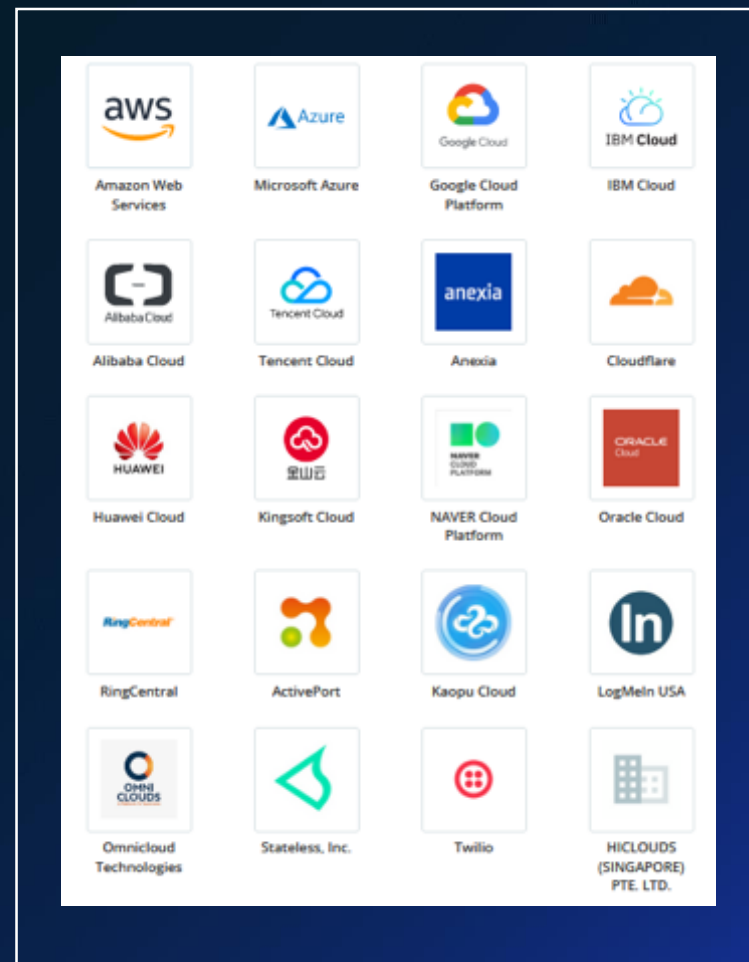 aws
Azure
Google Cloud
IBM Cloud
Amazon Web
Services
Microsoft Azure
Google Cloud
Platform
IBM Cloud
Alibaba Cloud
Tencent Cloud
anexia
Alibaba Cloud
Tencent Cloud
Anexia
Cloudflare
HUAWEI
金山云
NAVER
CLOUD
PLATFORM
ORACLE
Cloud
Huawei Cloud
Kingsoft Cloud
NAVER Cloud
Platform
Oracle Cloud
RingCentral
In
RingCentral
ActivePort
Kaopu Cloud
LogMeIn USA
OMNI
CLOUDS
Omnicloud
Technologies
Stateless, Inc.
Twilio
HICLOUDS
(SINGAPORE)
PTE. LTD.